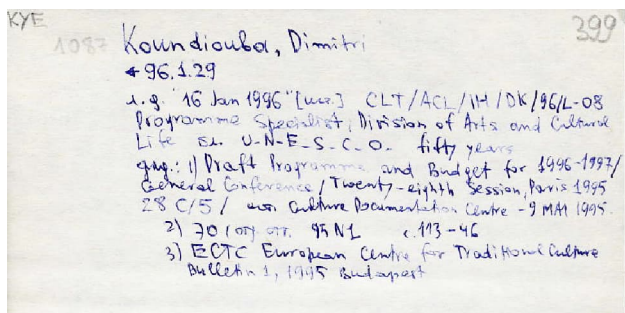 KYE 399
1087 Koundiouba, Dimitri
+96.1.29
"16 Jan 1996" CLT/ACL/IH/DK/96/L-08
Programme Specialist, Division of Arts and Cultural
Life U-N-E-S-C-O- fifty years
1) Draft Programme and Budget for 1996-1997/
General Conference/Twenty-eighth Session, Paris 1995
28 C/5/ Culture Documentation Centre - 9 MAI 1995
2) 95 N1 c.113-46
3) ECTC European Centre for Traditional Culture
Bulletin 1, 1995 Budapest